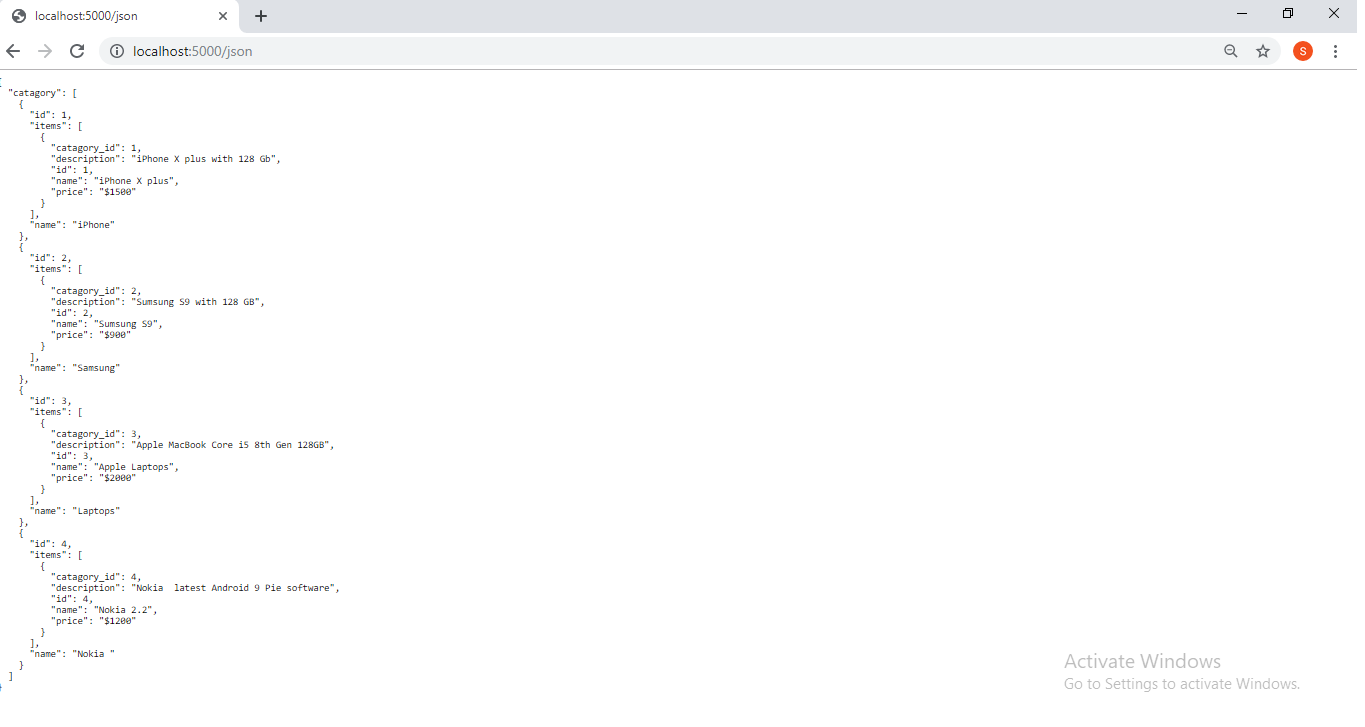 localhost:5000/json
localhost:5000/json
S
{
  "catagory": [
    {
      "id": 1,
      "items": [
        {
          "catagory_id": 1,
          "description": "iPhone X plus with 128 Gb",
          "id": 1,
          "name": "iPhone X plus",
          "price": "$1500"
        }
      ],
      "name": "iPhone"
    },
    {
      "id": 2,
      "items": [
        {
          "catagory_id": 2,
          "description": "Sumsung S9 with 128 GB",
          "id": 2,
          "name": "Sumsung S9",
          "price": "$900"
        }
      ],
      "name": "Samsung"
    },
    {
      "id": 3,
      "items": [
        {
          "catagory_id": 3,
          "description": "Apple MacBook Core i5 8th Gen 128GB",
          "id": 3,
          "name": "Apple Laptops",
          "price": "$2000"
        }
      ],
      "name": "Laptops"
    },
    {
      "id": 4,
      "items": [
        {
          "catagory_id": 4,
          "description": "Nokia  latest Android 9 Pie software",
          "id": 4,
          "name": "Nokia 2.2",
          "price": "$1200"
        }
      ],
      "name": "Nokia "
    }
  ]
}
Activate Windows
Go to Settings to activate Windows.